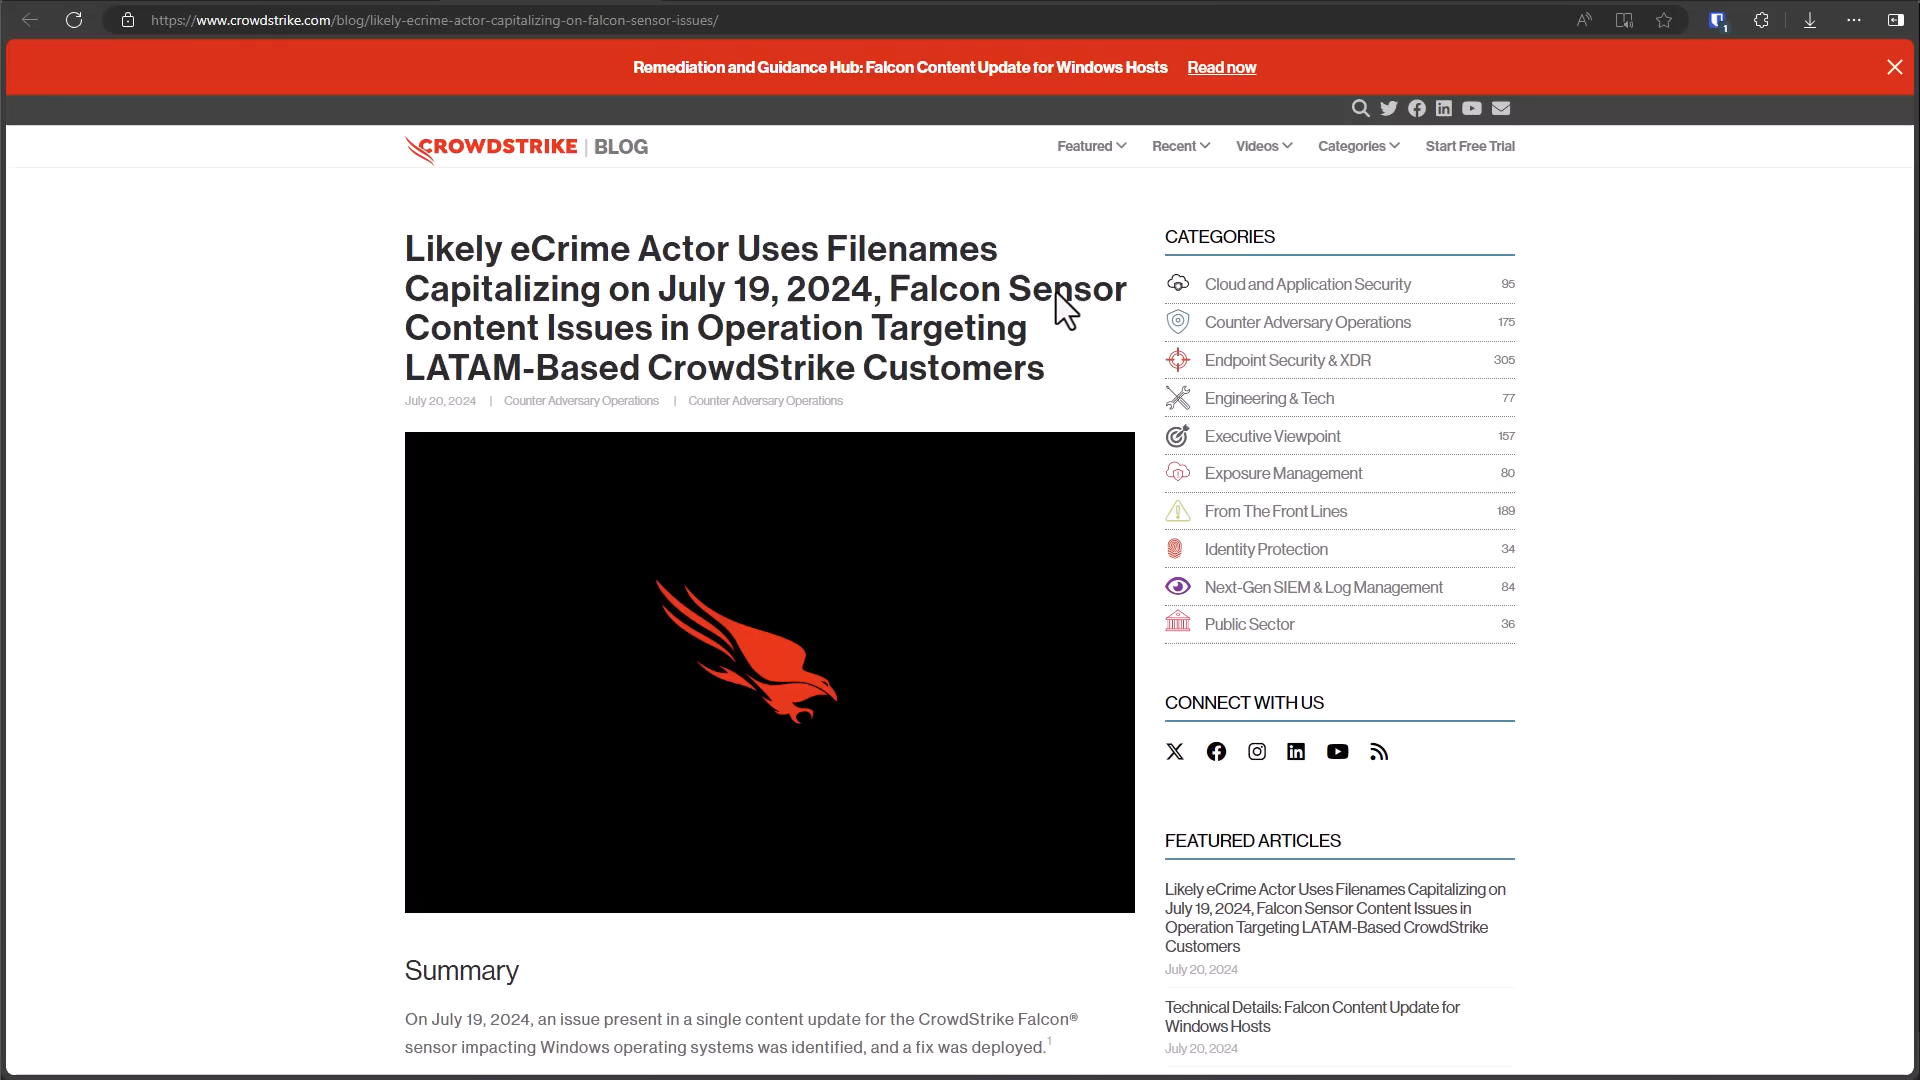 https://www.crowdstrike.com/blog/likely-ecrime-actor-capitalizing-on-falcon-sensor-issues/
1
Remediation and Guidance Hub: Falcon Content Update for Windows Hosts Read now
CROWDSTRIKE | BLOG
Featured Recent Videos Categories Start Free Trial
Likely eCrime Actor Uses Filenames
Capitalizing on July 19, 2024, Falcon Sensor
Content Issues in Operation Targeting
LATAM-Based CrowdStrike Customers
July 20, 2024 | Counter Adversary Operations | Counter Adversary Operations
Summary
On July 19, 2024, an issue present in a single content update for the CrowdStrike Falcon®
sensor impacting Windows operating systems was identified, and a fix was deployed.1
CATEGORIES
Cloud and Application Security 95
Counter Adversary Operations 175
Endpoint Security & XDR 305
Engineering & Tech 77
Executive Viewpoint 157
Exposure Management 80
From The Front Lines 189
Identity Protection 34
Next-Gen SIEM & Log Management 84
Public Sector 36
CONNECT WITH US
FEATURED ARTICLES
Likely eCrime Actor Uses Filenames Capitalizing on
July 19, 2024, Falcon Sensor Content Issues in
Operation Targeting LATAM-Based CrowdStrike
Customers
July 20, 2024
Technical Details: Falcon Content Update for
Windows Hosts
July 20, 2024